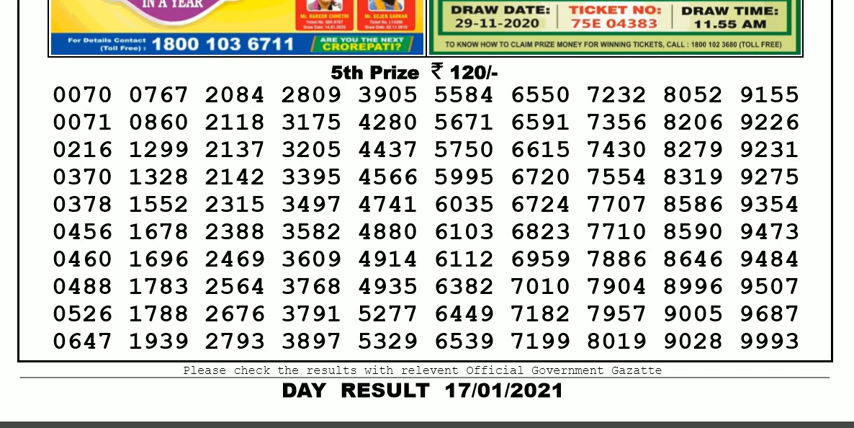 IN A YEAR
For Details Contact
(Toll Free) : 1800 103 6711
ARE YOU THE NEXT
CROREPATI?
DRAW DATE:
29-11-2020
TICKET NO:
75E 04383
DRAW TIME:
11.55 AM
TO KNOW HOW TO CLAIM PRIZE MONEY FOR WINNING TICKETS, CALL : 1800 102 3680 (TOLL FREE)
5th Prize ₹ 120/-
0070 0767 2084 2809 3905 5584 6550 7232 8052 9155
0071 0860 2118 3175 4280 5671 6591 7356 8206 9226
0216 1299 2137 3205 4437 5750 6615 7430 8279 9231
0370 1328 2142 3395 4566 5995 6720 7554 8319 9275
0378 1552 2315 3497 4741 6035 6724 7707 8586 9354
0456 1678 2388 3582 4880 6103 6823 7710 8590 9473
0460 1696 2469 3609 4914 6112 6959 7886 8646 9484
0488 1783 2564 3768 4935 6382 7010 7904 8996 9507
0526 1788 2676 3791 5277 6449 7182 7957 9005 9687
0647 1939 2793 3897 5329 6539 7199 8019 9028 9993
Please check the results with relevent Official Government Gazatte
DAY RESULT 17/01/2021